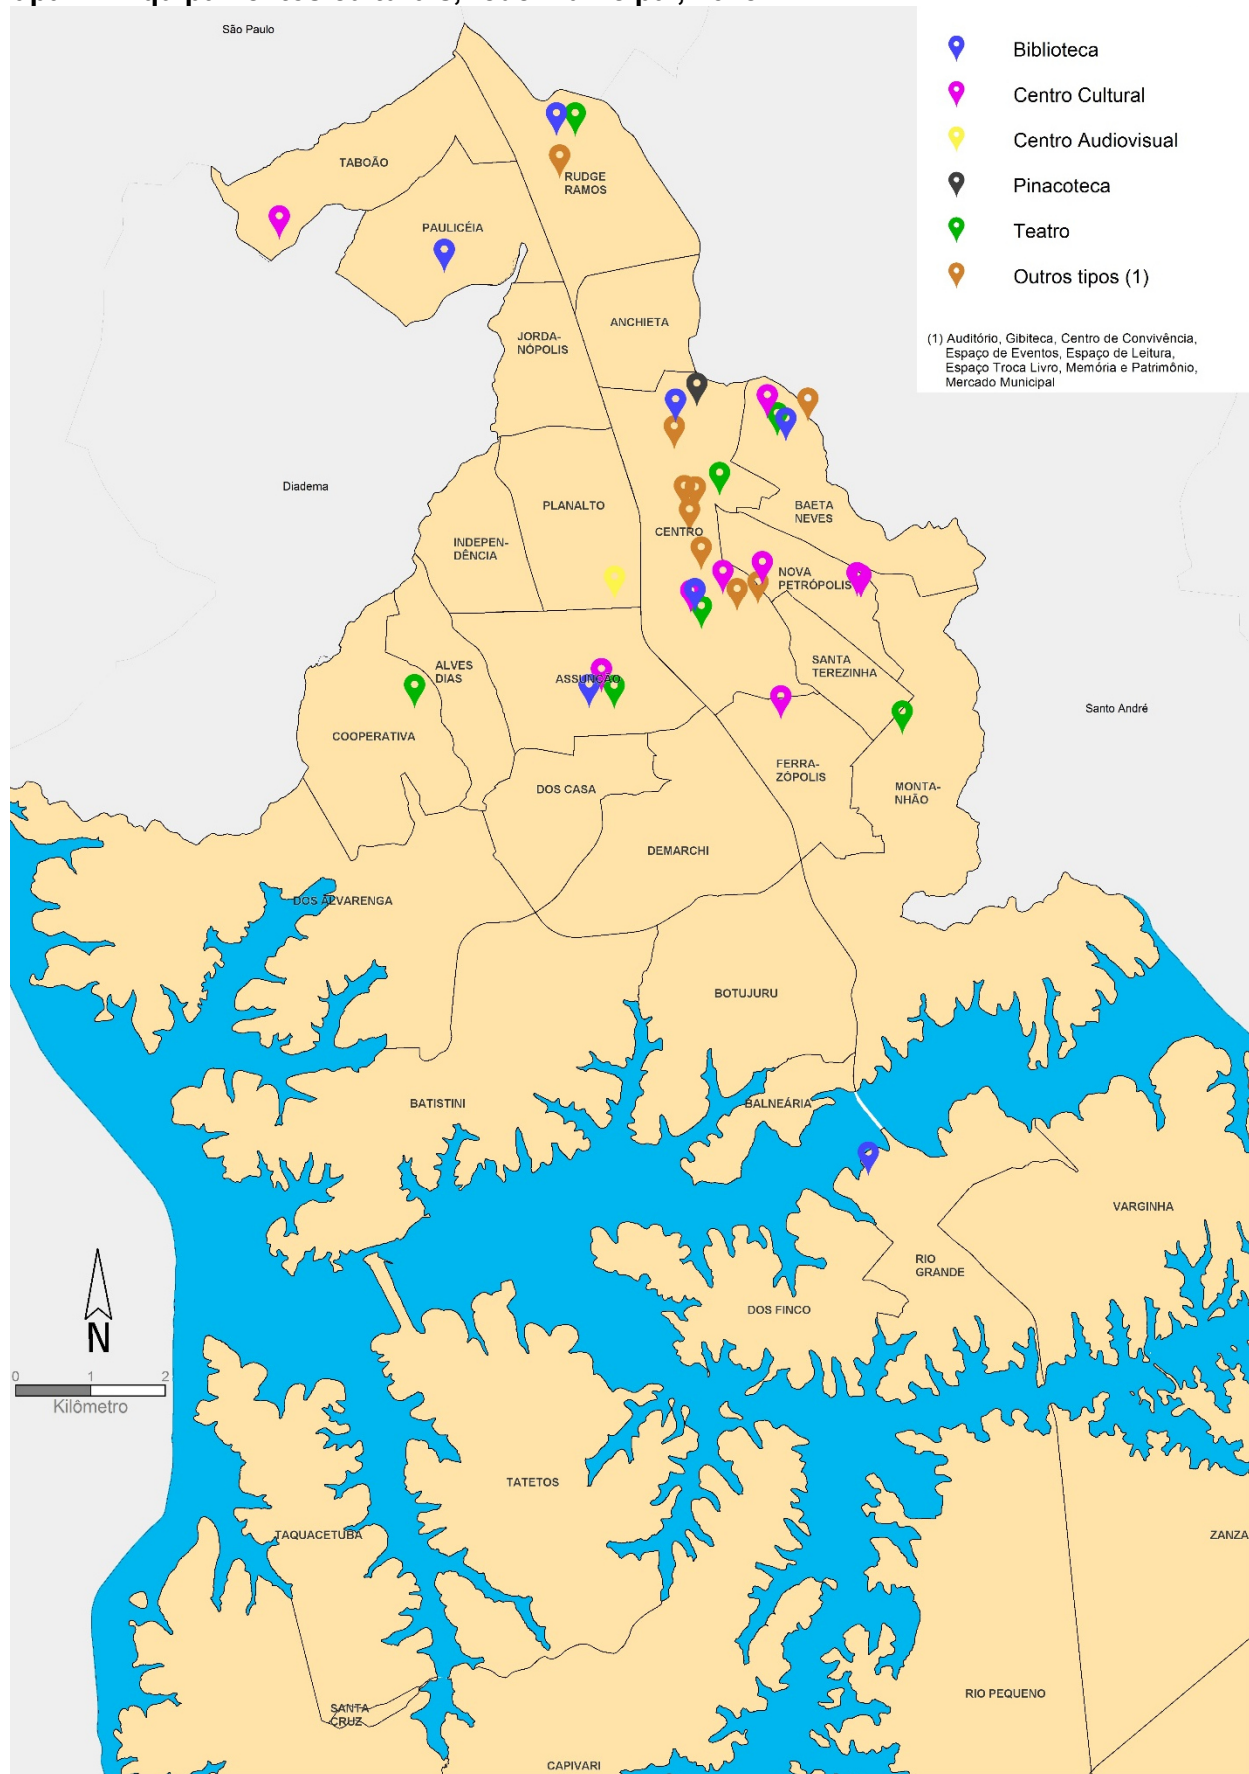 São Paulo
Biblioteca
Centro Cultural
Centro Audiovisual
Pinacoteca
Teatro
Outros tipos (1)
(1) Auditório, Gibiteca, Centro de Convivência,
Espaço de Eventos, Espaço de Leitura,
Espaço Troca Livro, Memória e Patrimônio,
Mercado Municipal
TABOÃO
RUDGE
RAMOS
PAULICÉIA
ANCHIETA
JORDA-
NÓPOLIS
Diadema
PLANALTO
BAETA
NEVES
CENTRO
INDEPEN-
DÊNCIA
NOVA
PETRÓPOLIS
ALVES
DIAS
ASSUNÇÃO
SANTA
TEREZINHA
Santo André
COOPERATIVA
FERRA-
ZÓPOLIS
DOS CASA
MONTA-
NHÃO
DEMARCHI
DOS ALVARENGA
BOTUJURU
BATISTINI
BALNEÁRIA
VARGINHA
RIO
GRANDE
DOS FINCO
N
0 1 2
Kilômetro
TATETOS
TAQUACETUBA
ZANZA
RIO PEQUENO
SANTA
CRUZ
CAPIVARI